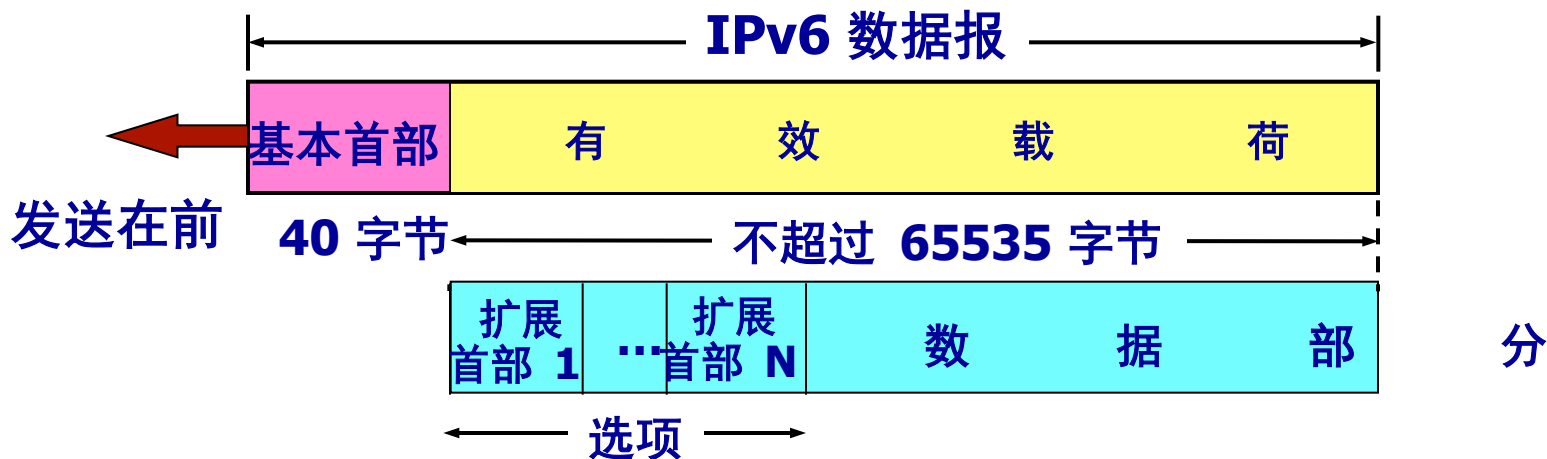 IPv6 数据报
基本首部 有 效 载 荷
发送在前 40 字节 不超过 65535 字节
扩展 首部 1 … 扩展 首部 N 数 据 部 分
选项